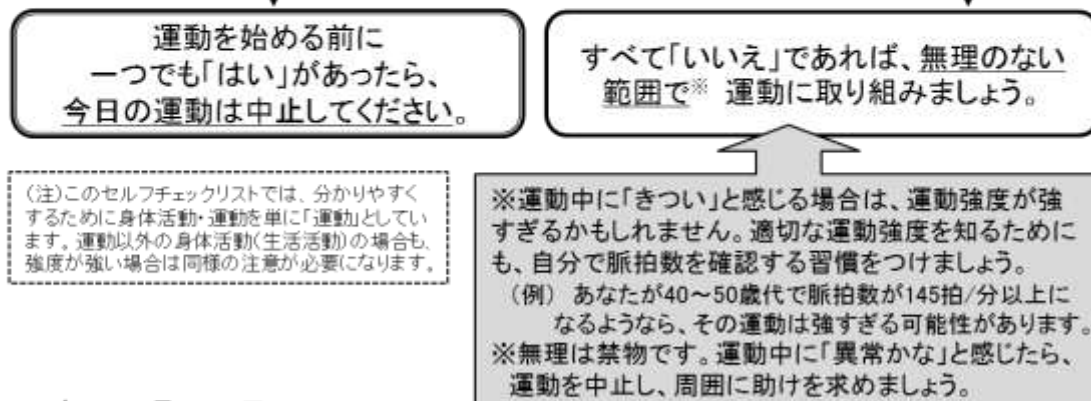 運動を始める前に
一つでも「はい」があったら、
今日の運動は中止してください。
すべて「いいえ」であれば、無理のない
範囲で※ 運動に取り組みましょう。
(注)このセルフチェックリストでは、分かりやすく
するために身体活動・運動を単に「運動」としてい
ます。運動以外の身体活動(生活活動)の場合も、
強度が強い場合は同様の注意が必要になります。
※運動中に「きつい」と感じる場合は、運動強度が強
すぎるかもしれません。適切な運動強度を知るためにも、自分で脈拍数を確認する習慣をつけましょう。
(例) あなたが40~50歳代で脈拍数が145拍/分以上に
なるようなら、その運動は強すぎる可能性があります。
※無理は禁物です。運動中に「異常かな」と感じたら、
運動を中止し、周囲に助けを求めましょう。